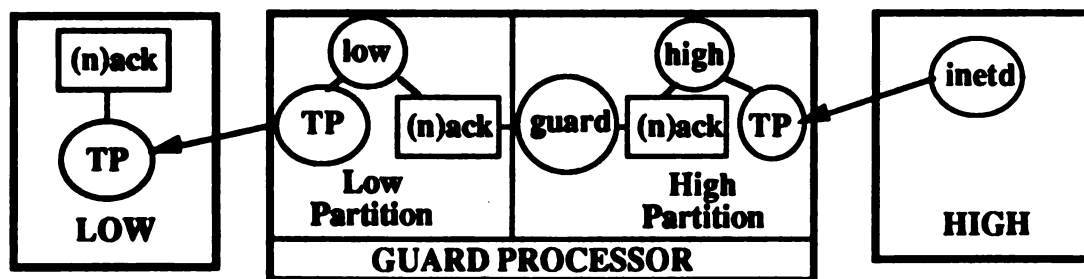 (n)ack
TP
LOW
low
TP
(n)ack
Low
Partition
guard
high
(n)ack
TP
High
Partition
GUARD PROCESSOR
inetd
HIGH